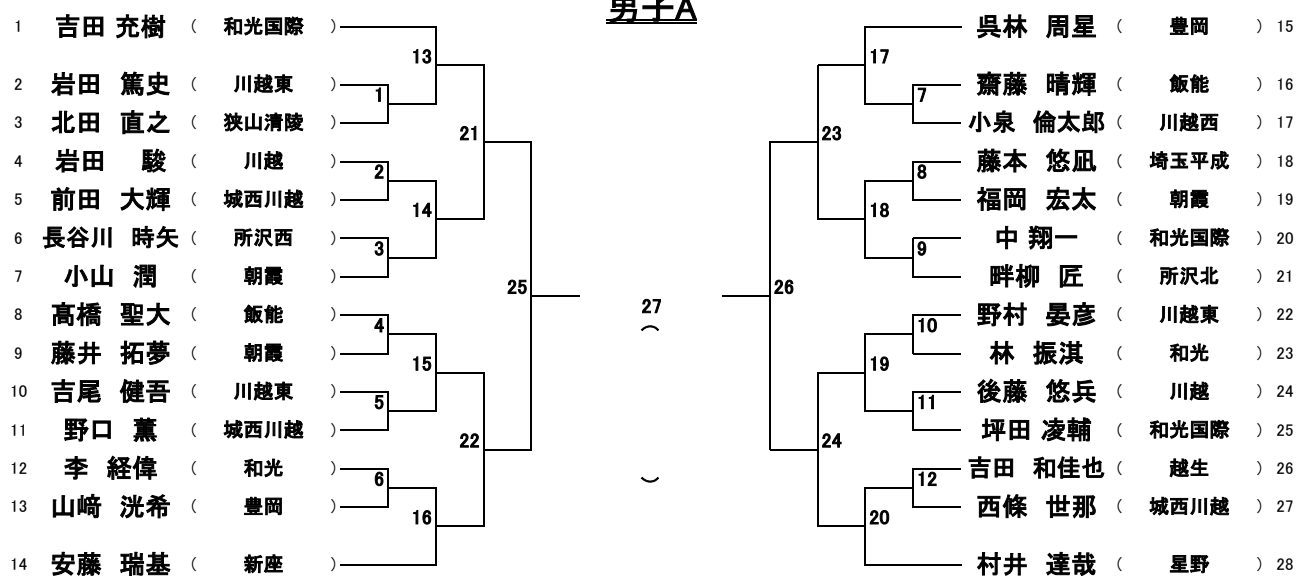 男子A
1 吉田 充樹 ( 和光国際 )
2 岩田 篤史 ( 川越東 )
3 北田 直之 ( 狭山清陵 )
4 岩田 駿 ( 川越 )
5 前田 大輝 ( 城西川越 )
6 長谷川 時矢 ( 所沢西 )
7 小山 潤 ( 朝霞 )
8 髙橋 聖大 ( 飯能 )
9 藤井 拓夢 ( 朝霞 )
10 吉尾 健吾 ( 川越東 )
11 野口 薫 ( 城西川越 )
12 李 経偉 ( 和光 )
13 山﨑 洸希 ( 豊岡 )
14 安藤 瑞基 ( 新座 )
13
1
21
2
14
3
25
4
15
5
22
6
16
27
( )
17
7
23
8
18
9
26
10
19
11
24
12
20
呉林 周星 ( 豊岡 ) 15
齋藤 晴輝 ( 飯能 ) 16
小泉 倫太郎 ( 川越西 ) 17
藤本 悠凪 ( 埼玉平成 ) 18
福岡 宏太 ( 朝霞 ) 19
中 翔一 ( 和光国際 ) 20
畔柳 匠 ( 所沢北 ) 21
野村 晏彦 ( 川越東 ) 22
林 振淇 ( 和光 ) 23
後藤 悠兵 ( 川越 ) 24
坪田 凌輔 ( 和光国際 ) 25
吉田 和佳也 ( 越生 ) 26
西條 世那 ( 城西川越 ) 27
村井 達哉 ( 星野 ) 28